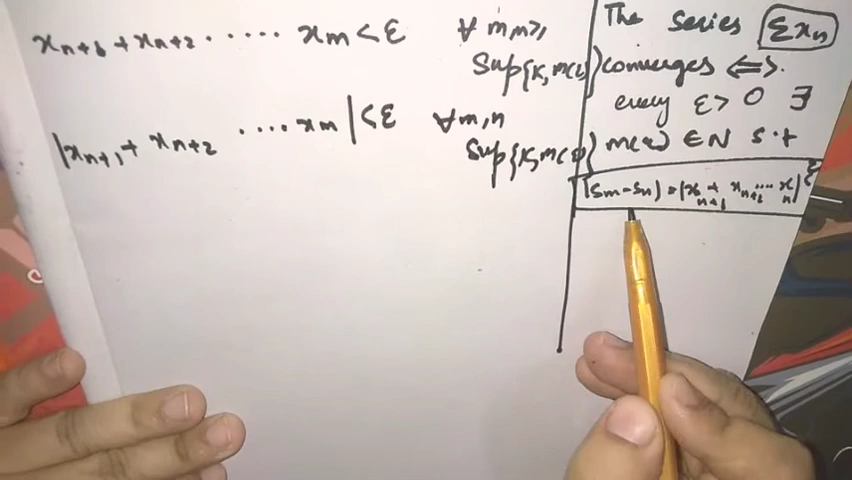 xn+1 + xn+2 ..... xm < ε ∀ m,n ≥
Sup{K, m(ε)}
|xn+1 + xn+2 .... xm| < ε ∀ m,n
Sup{K, m(ε)}
The series Σxn
converges ⇔
every ε > 0 ∃
m(ε) ∈ N s.t
|Sm - Sn| = |xn+1 + xn+2 .... xn| < ε